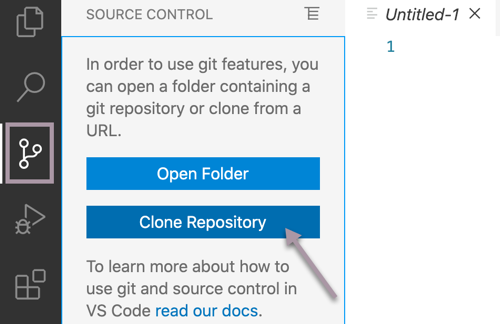 SOURCE CONTROL
In order to use git features, you
can open a folder containing a
git repository or clone from a
URL.
Open Folder
Clone Repository
To learn more about how to
use git and source control in
VS Code read our docs.
Untitled-1
1